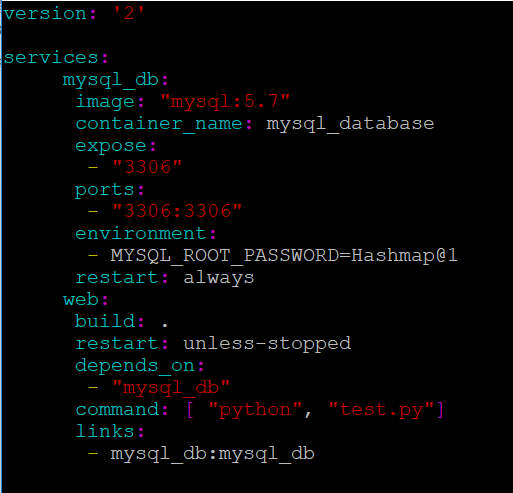 version: '2'

services:
     mysql_db:
      image: "mysql:5.7"
      container_name: mysql_database
      expose:
       - "3306"
      ports:
       - "3306:3306"
      environment:
       - MYSQL_ROOT_PASSWORD=Hashmap@1
      restart: always
     web:
      build: .
      restart: unless-stopped
      depends_on:
       - "mysql_db"
      command: [ "python", "test.py"]
      links:
       - mysql_db:mysql_db